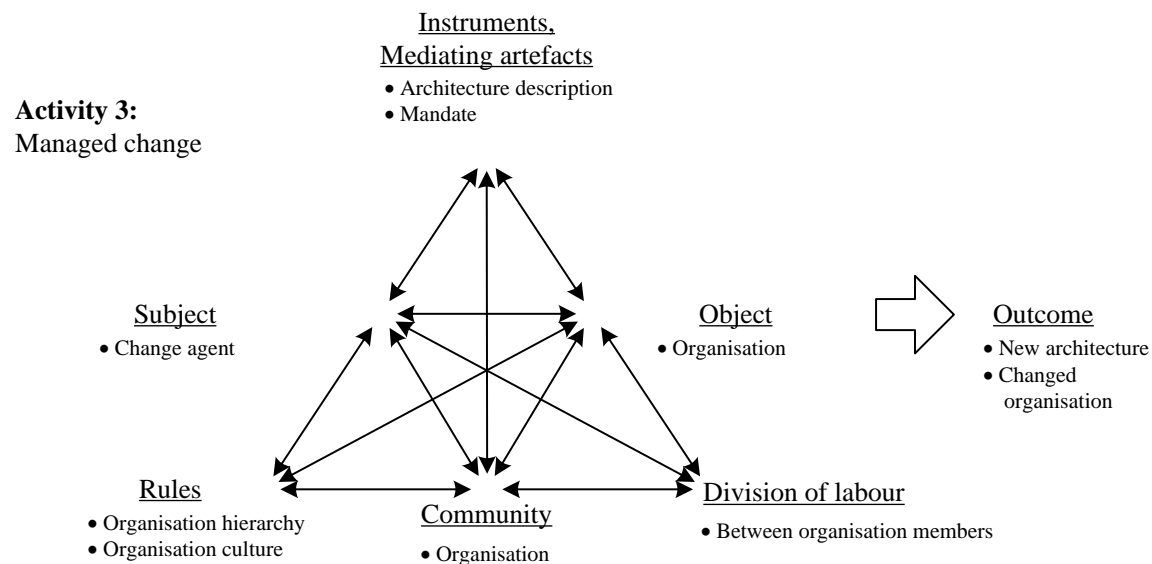 Instruments,
Mediating artefacts
• Architecture description
• Mandate
Activity 3:
Managed change
Subject
• Change agent
Object
• Organisation
Outcome
• New architecture
• Changed
organisation
Rules
• Organisation hierarchy
• Organisation culture
Community
• Organisation
Division of labour
• Between organisation members